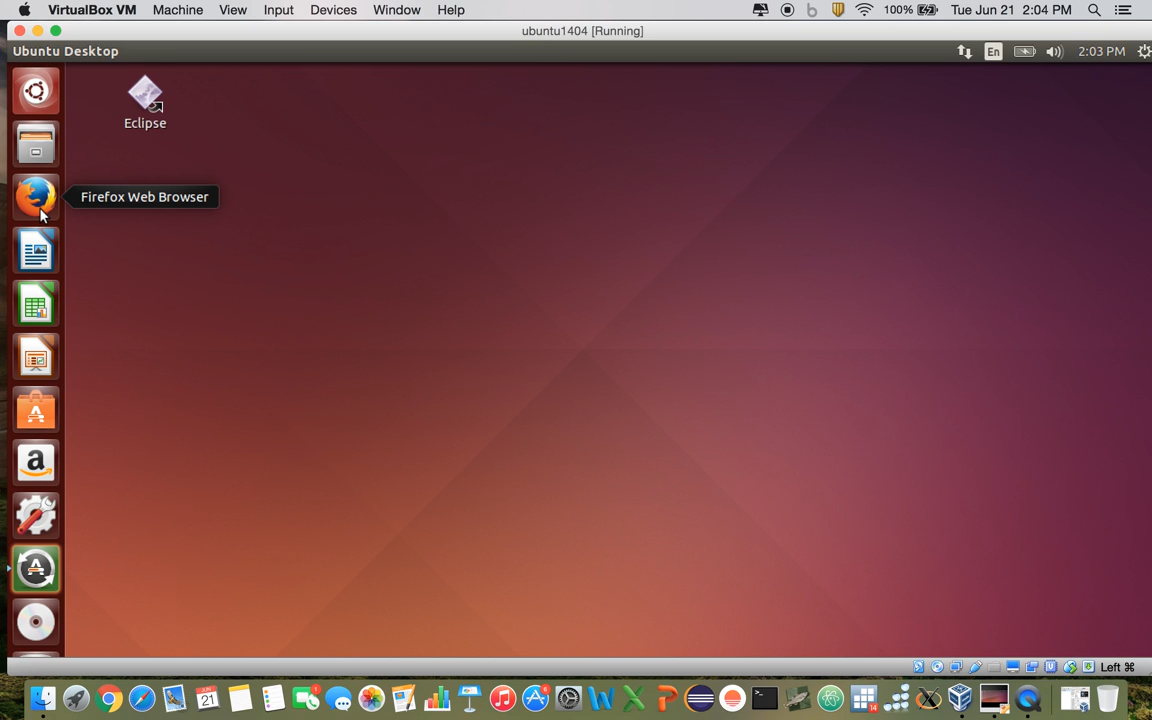 VirtualBox VM Machine View Input Devices Window Help 100% Tue Jun 21 2:04 PM
ubuntu1404 [Running]
Ubuntu Desktop En 2:03 PM
Eclipse
Firefox Web Browser
Left ⌘